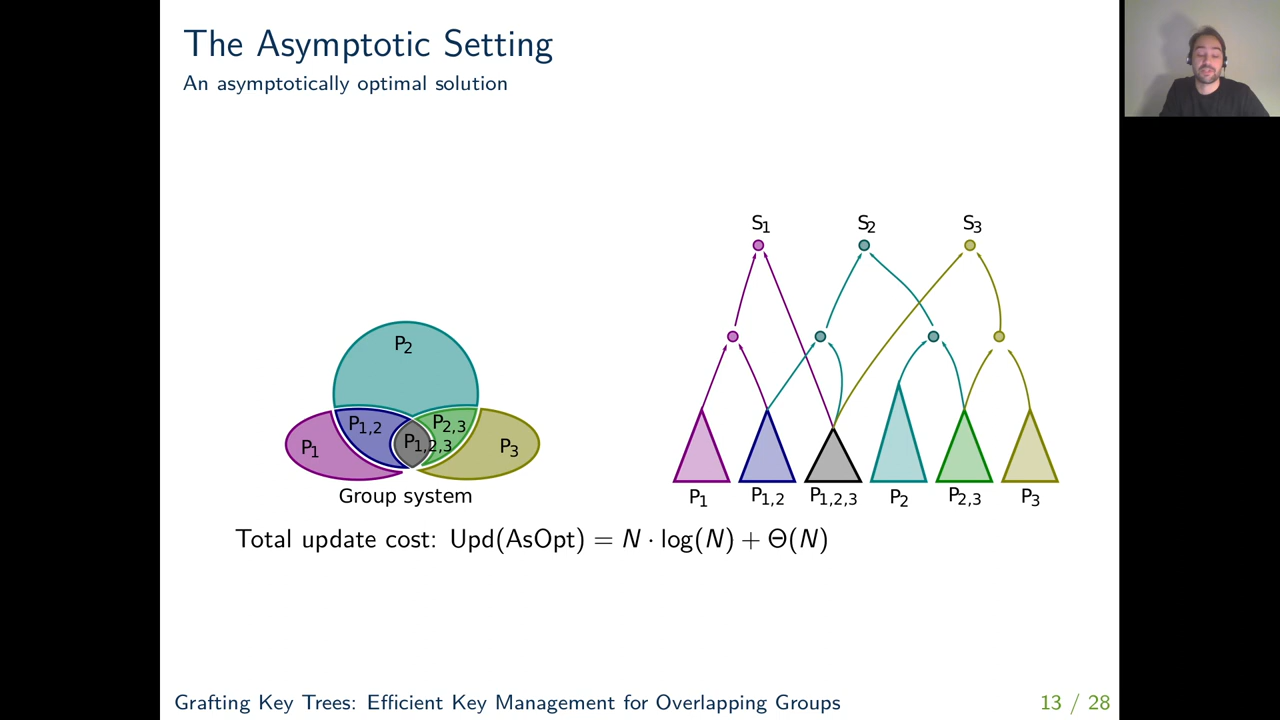 The Asymptotic Setting
An asymptotically optimal solution
S1 S2 S3
P2
P1,2 P2,3
P1 P1,2,3 P3
Group system
P1 P1,2 P1,2,3 P2 P2,3 P3
Total update cost: Upd(AsOpt) = N · log(N) + Θ(N)
Grafting Key Trees: Efficient Key Management for Overlapping Groups 13 / 28